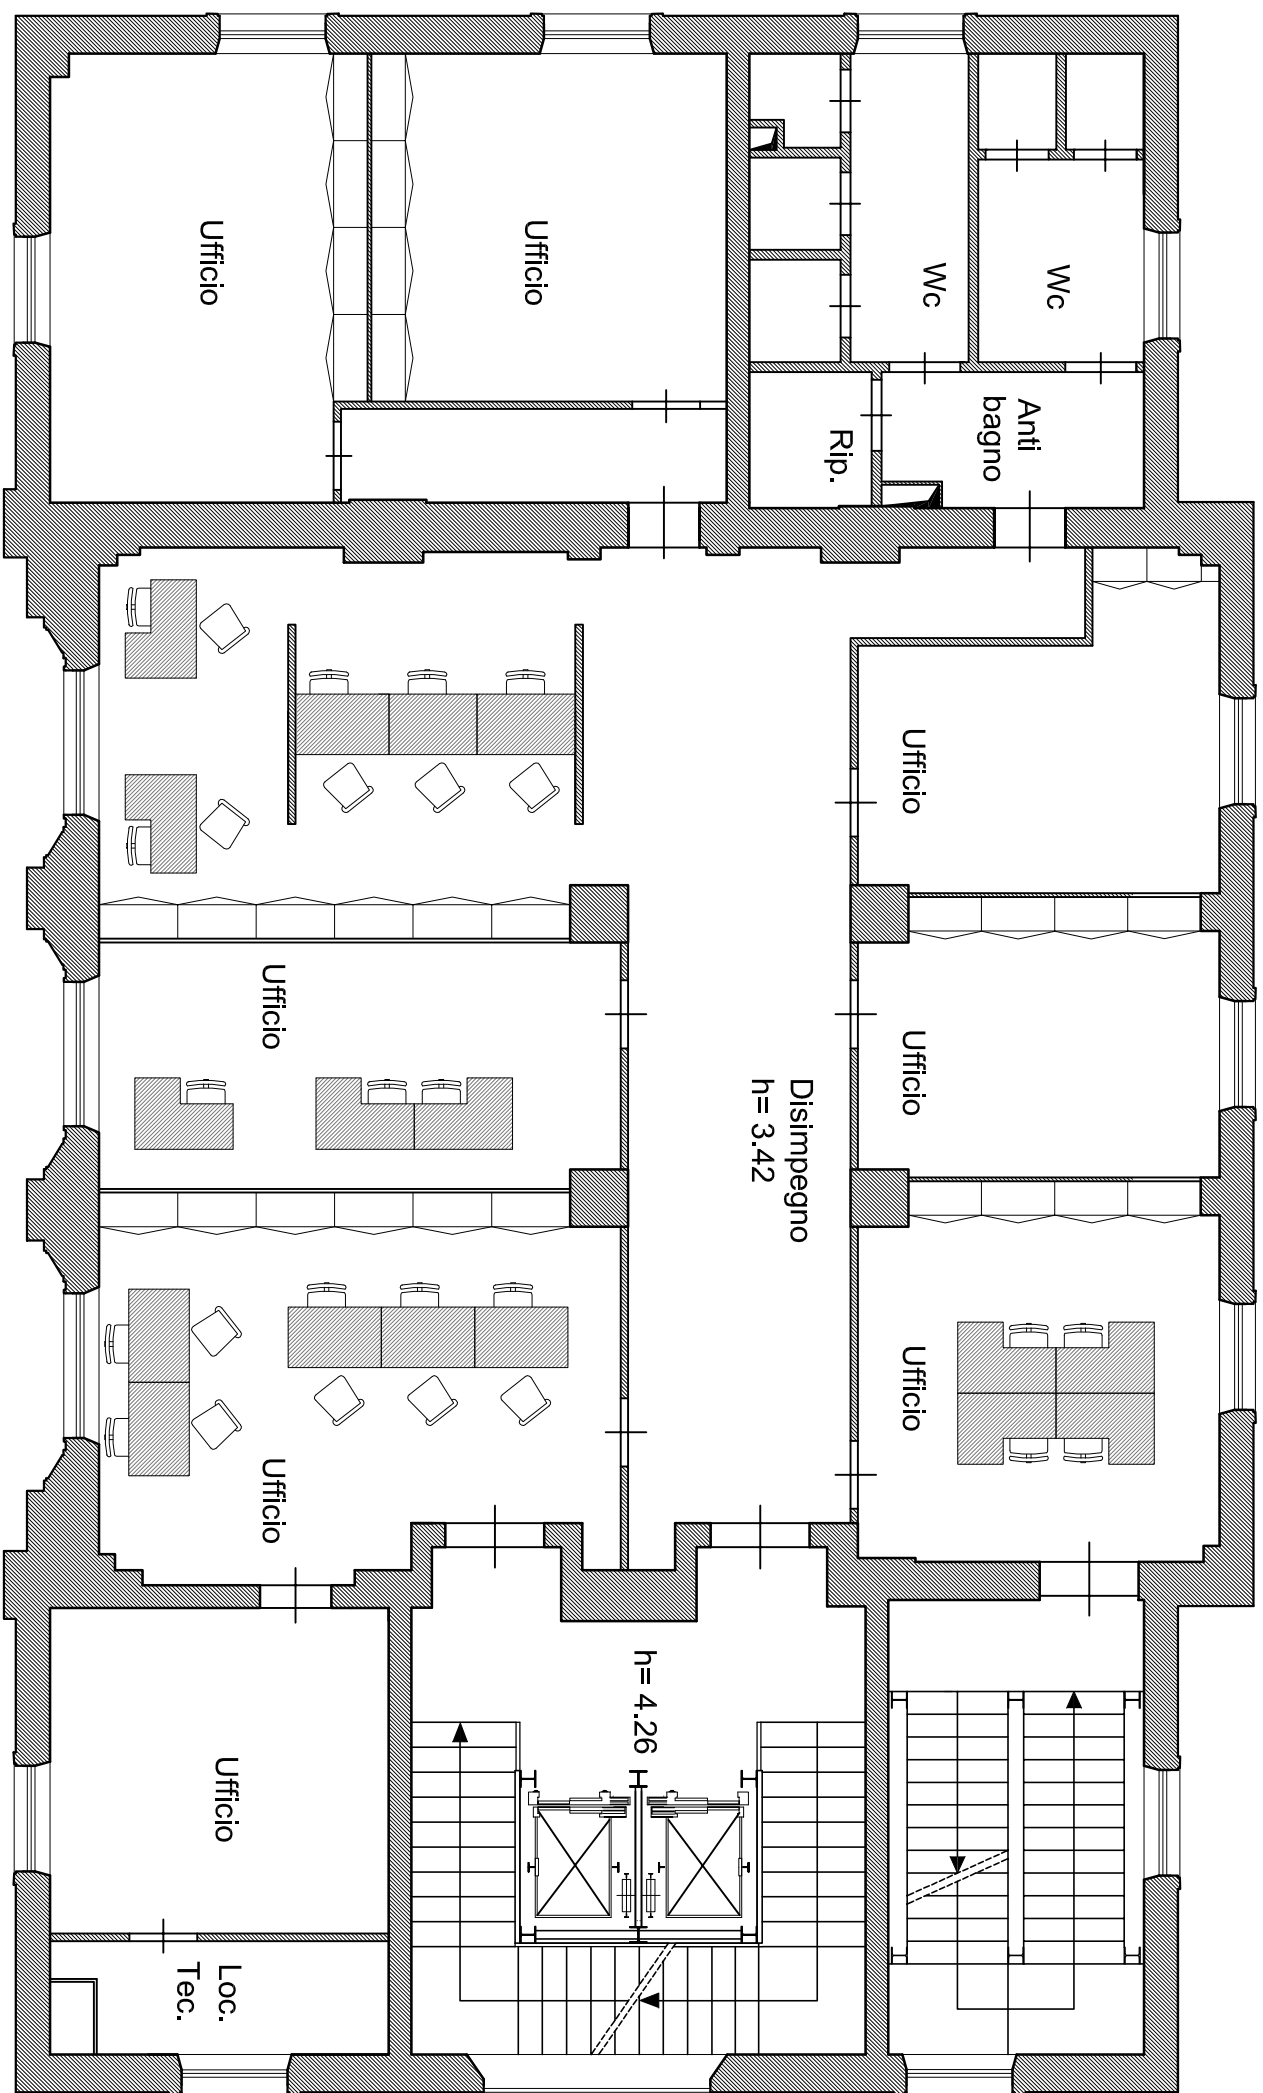 Wc
Anti
bagno
Wc
Rip.
Ufficio
Ufficio
Ufficio
Ufficio
Ufficio
Disimpegno
h= 3.42
Ufficio
Ufficio
h= 4.26
Ufficio
Loc.
Tec.